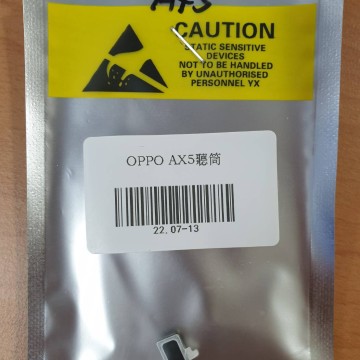 AX5
CAUTION
STATIC SENSITIVE
DEVICES
NOT TO BE HANDLED
BY UNAUTHORISED
PERSONNEL YX
OPPO AX5聽筒
22.07-13